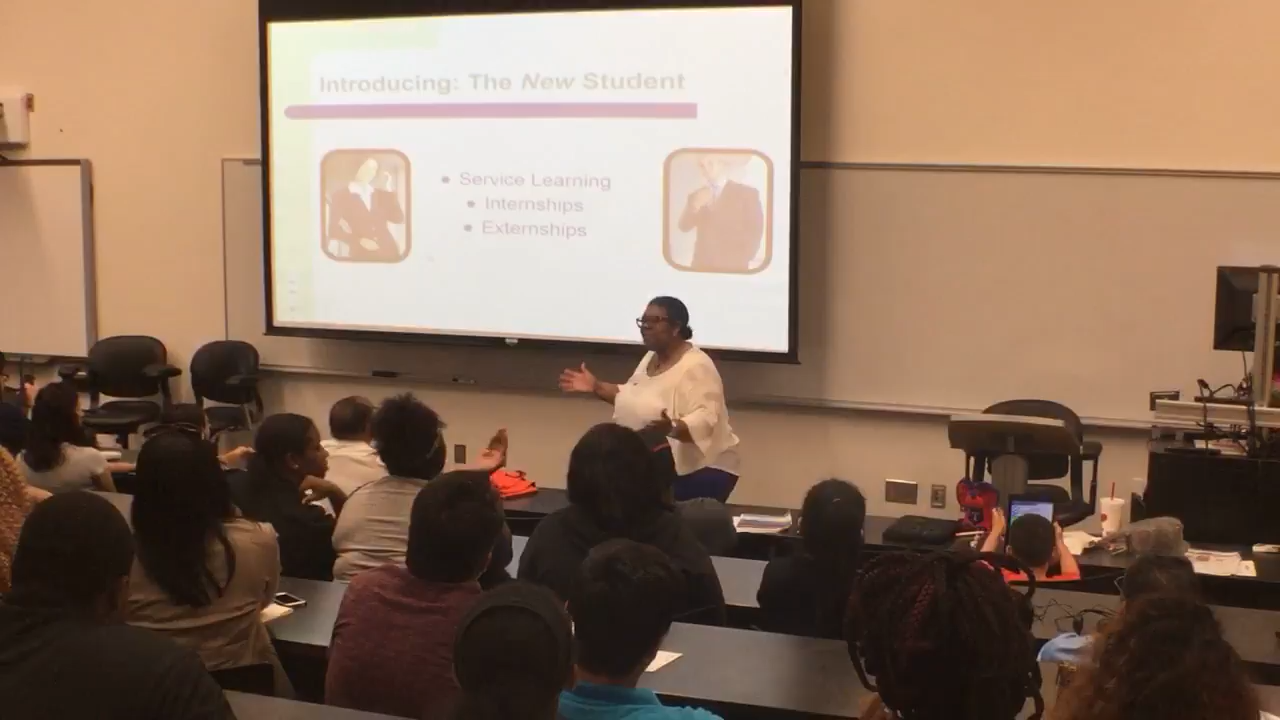 Introducing: The New Student
• Service Learning
• Internships
• Externships